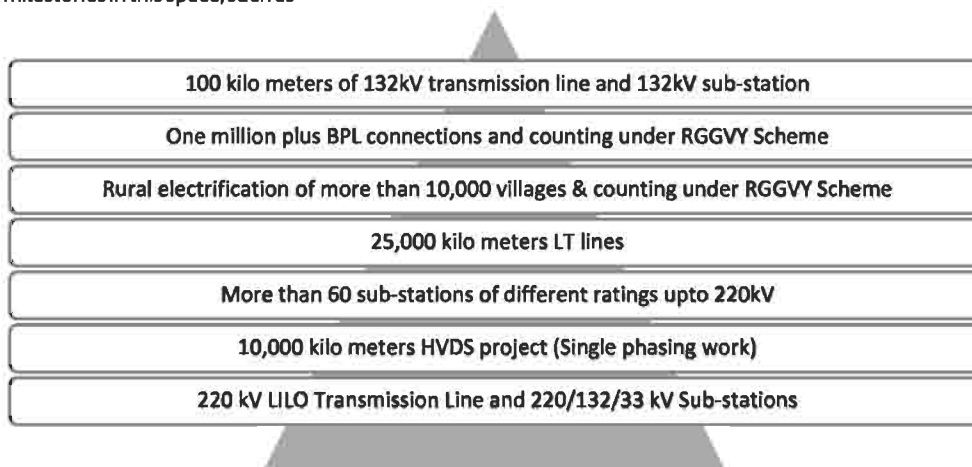 100 kilo meters of 132kV transmission line and 132kV sub-station
One million plus BPL connections and counting under RGGVY Scheme
Rural electrification of more than 10,000 villages & counting under RGGVY Scheme
25,000 kilo meters LT lines
More than 60 sub-stations of different ratings upto 220kV
10,000 kilo meters HVDS project (Single phasing work)
220 kV LILO Transmission Line and 220/132/33 kV Sub-stations